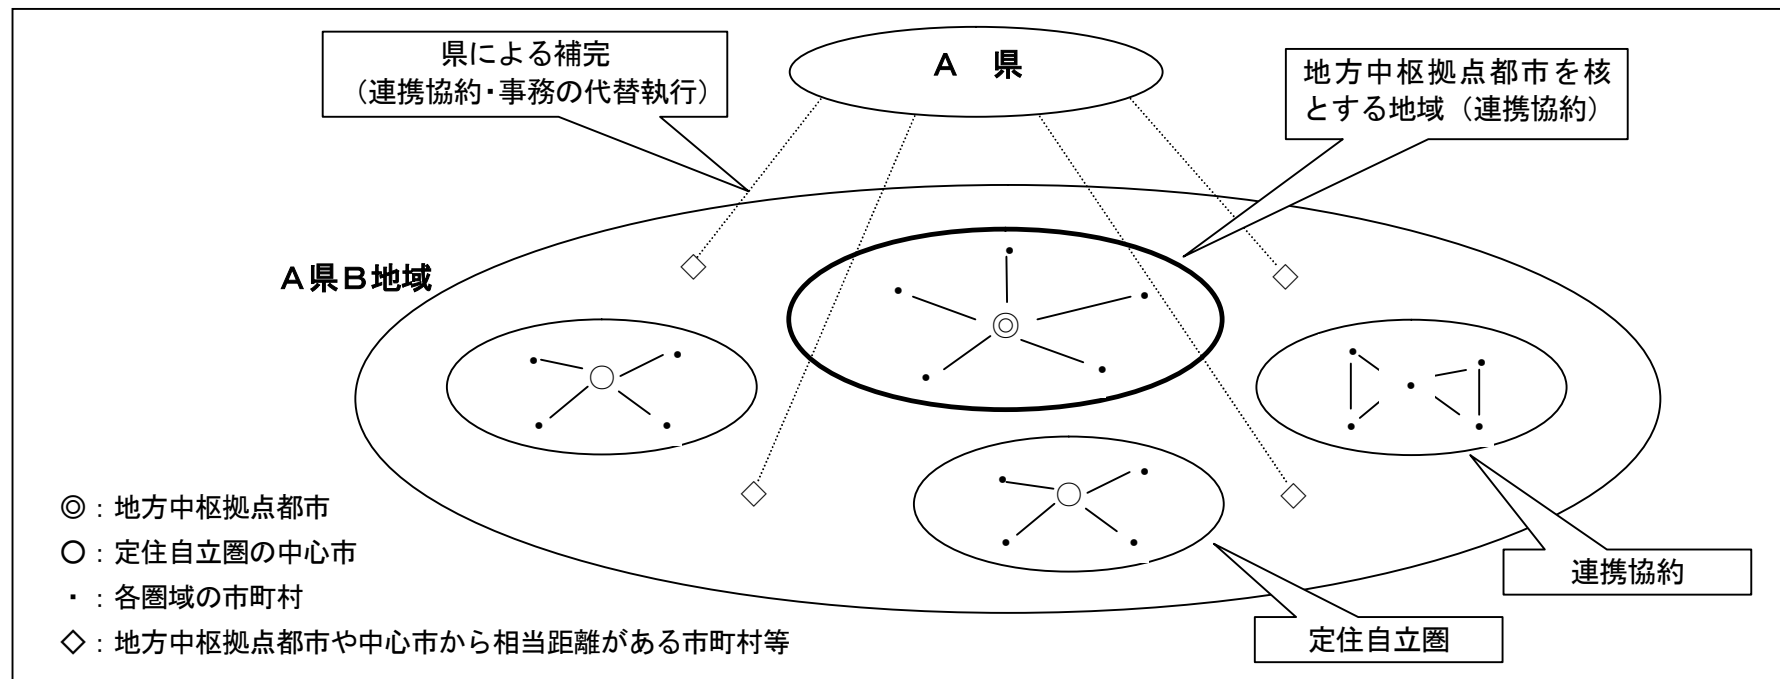 県による補完
（連携協約・事務の代替執行）
Ａ　県
地方中枢拠点都市を核
とする地域（連携協約）
Ａ県Ｂ地域
◎：地方中枢拠点都市
○：定住自立圏の中心市
・：各圏域の市町村
◇：地方中枢拠点都市や中心市から相当距離がある市町村等
連携協約
定住自立圏